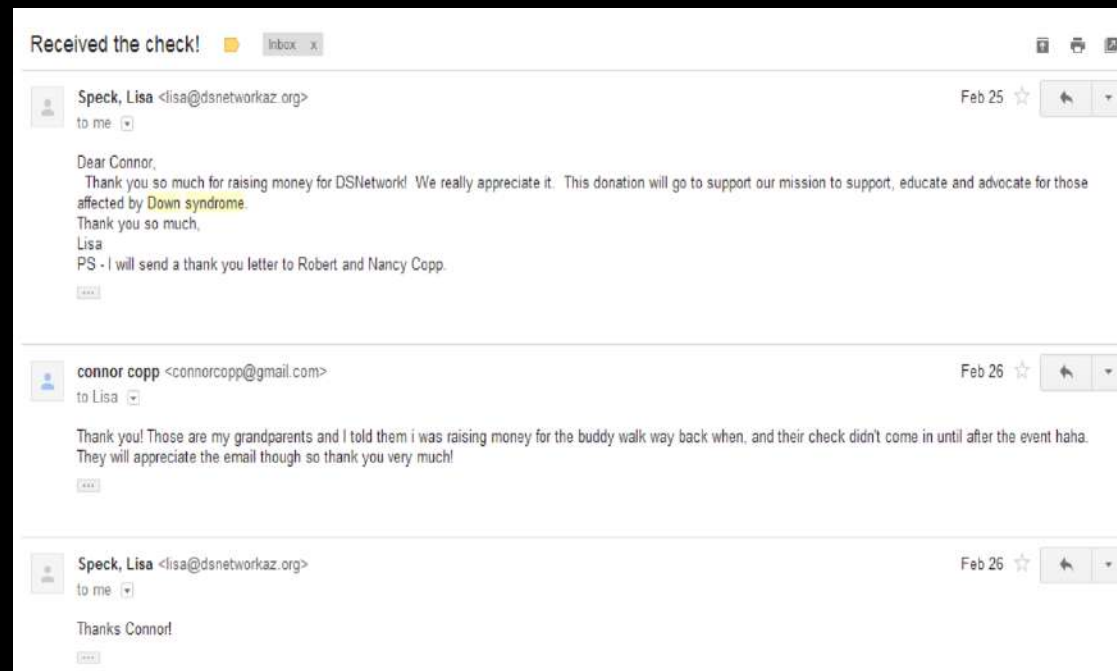 Received the check!
Inbox x
Speck, Lisa <lisa@dsnetworkaz.org>
Feb 25
to me
Dear Connor,
Thank you so much for raising money for DSNetwork! We really appreciate it. This donation will go to support our mission to support, educate and advocate for those
affected by Down syndrome.
Thank you so much,
Lisa
PS - I will send a thank you letter to Robert and Nancy Copp.
connor copp <connorcopp@gmail.com>
Feb 26
to Lisa
Thank you! Those are my grandparents and I told them i was raising money for the buddy walk way back when, and their check didn't come in until after the event haha.
They will appreciate the email though so thank you very much!
Speck, Lisa <lisa@dsnetworkaz.org>
Feb 26
to me
Thanks Connor!